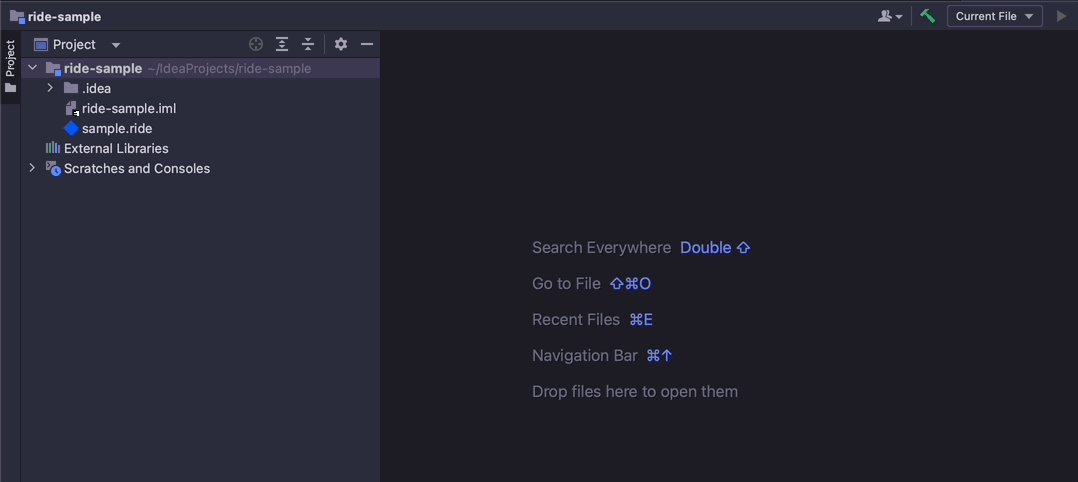 ride-sample
Current File
Project
Project
ride-sample ~/IdeaProjects/ride-sample
.idea
ride-sample.iml
sample.ride
External Libraries
Scratches and Consoles
Search Everywhere Double ⇧
Go to File ⇧⌘O
Recent Files ⌘E
Navigation Bar ⌘↑
Drop files here to open them